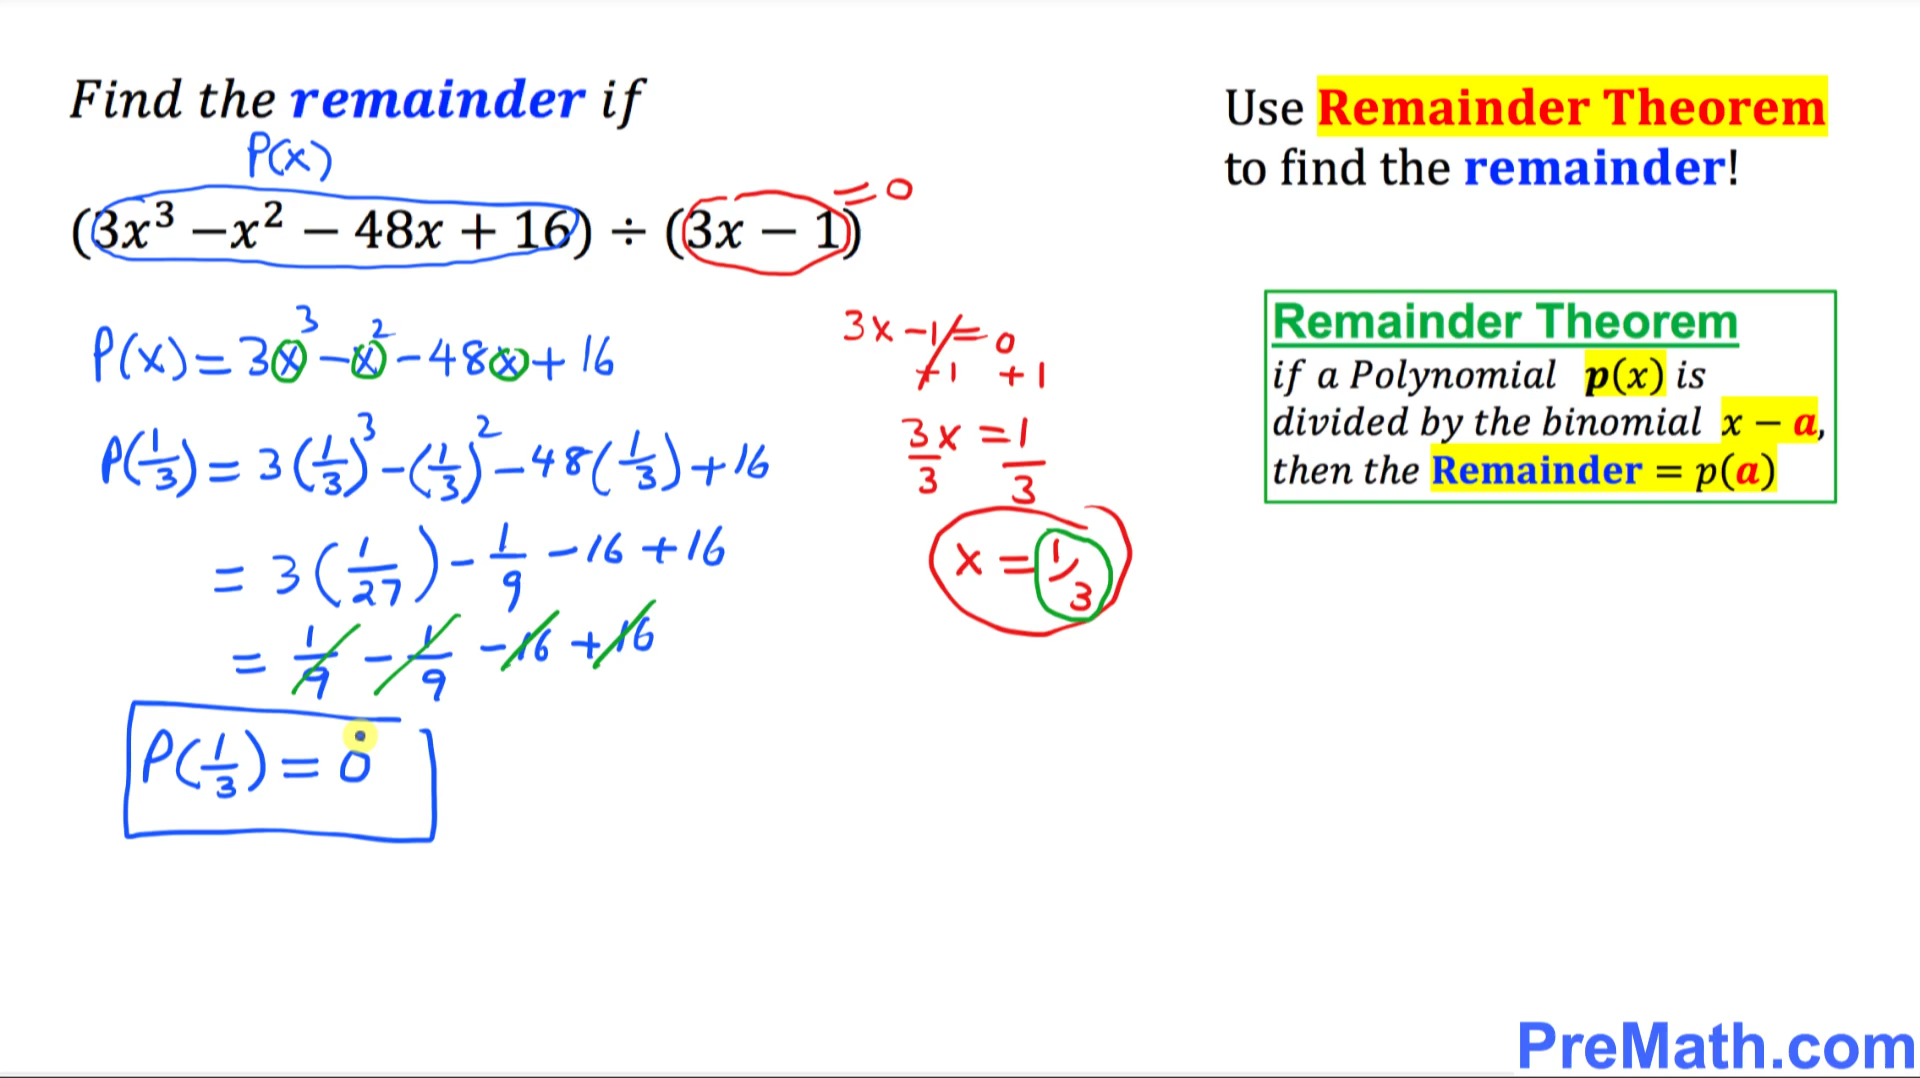 Find the remainder if
P(x)
(3x³ −x² − 48x + 16) ÷ (3x − 1) = 0
P(x) = 3x³ − x² − 48x + 16
P(1/3) = 3(1/3)³ − (1/3)² − 48(1/3) + 16
= 3(1/27) − 1/9 − 16 + 16
= 1/9 − 1/9 − 16 + 16
P(1/3) = 0
3x − 1 = 0
+1 +1
3x/3 = 1/3
x = 1/3
Use Remainder Theorem
to find the remainder!
Remainder Theorem
if a Polynomial p(x) is
divided by the binomial x − a,
then the Remainder = p(a)
PreMath.com